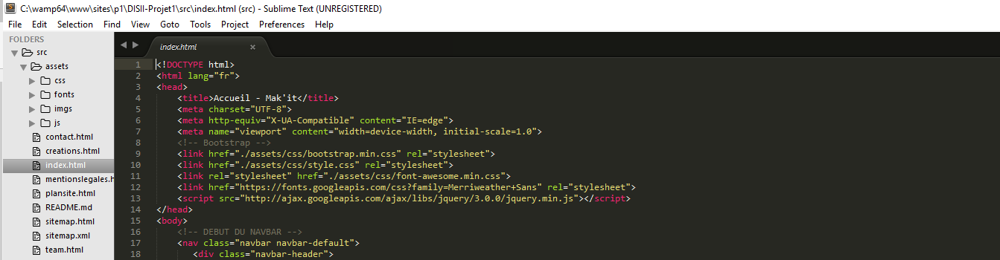 C:\wamp64\www\sites\p1\DISII-Projet1\src\index.html (src) - Sublime Text (UNREGISTERED)
File Edit Selection Find View Goto Tools Project Preferences Help
FOLDERS
src
assets
css
fonts
imgs
js
contact.html
creations.html
index.html
mentionslegales.h
plansite.html
README.md
sitemap.html
sitemap.xml
team.html
index.html ×
1 <!DOCTYPE html>
2 <html lang="fr">
3 <head>
4 <title>Accueil - Mak'it</title>
5 <meta charset="UTF-8">
6 <meta http-equiv="X-UA-Compatible" content="IE=edge">
7 <meta name="viewport" content="width=device-width, initial-scale=1.0">
8 <!-- Bootstrap -->
9 <link href="./assets/css/bootstrap.min.css" rel="stylesheet">
10 <link href="./assets/css/style.css" rel="stylesheet">
11 <link rel="stylesheet" href="./assets/css/font-awesome.min.css">
12 <link href="https://fonts.googleapis.com/css?family=Merriweather+Sans" rel="stylesheet">
13 <script src="http://ajax.googleapis.com/ajax/libs/jquery/3.0.0/jquery.min.js"></script>
14 </head>
15 <body>
16 <!-- DEBUT DU NAVBAR -->
17 <nav class="navbar navbar-default">
18 <div class="navbar-header">